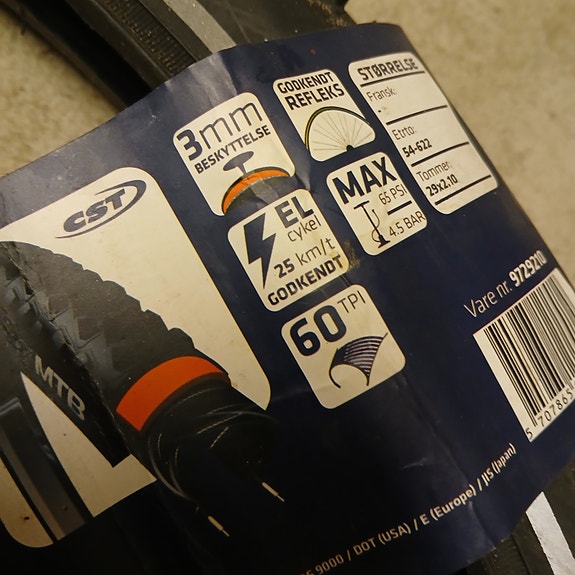 CST
MTB
3mm
BESKYTTELSE
GODKENDT
REFLEKS
STØRRELSE
Fransk:
-
Etrto:
54-622
Tommer:
29x2.10
EL
cykel
25 km/t
GODKENDT
MAX
65 PSI
4.5 BAR
60 TPI
Vare nr.
9000 / DOT (USA) / E (Europe) / JIS (Japan)